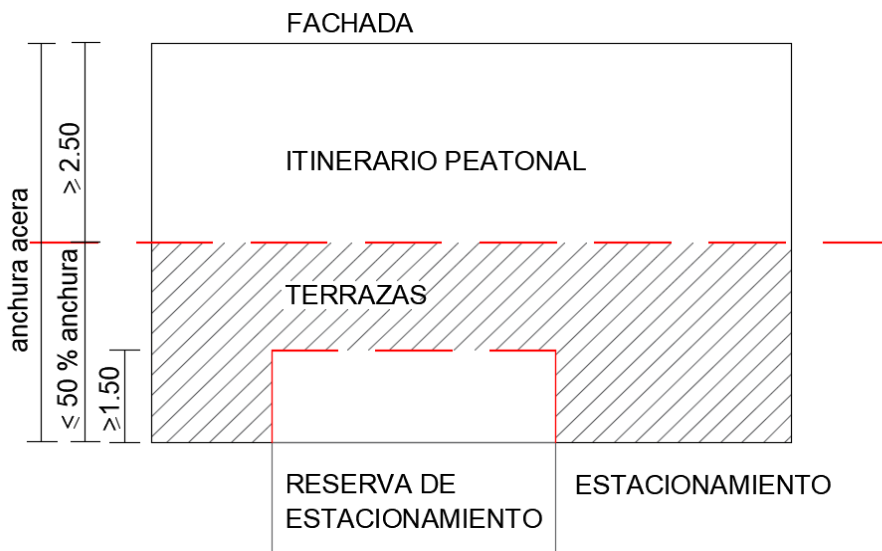 FACHADA
anchura acera
≥ 2.50
ITINERARIO PEATONAL
≤ 50 % anchura
TERRAZAS
≥1.50
RESERVA DE
ESTACIONAMIENTO
ESTACIONAMIENTO